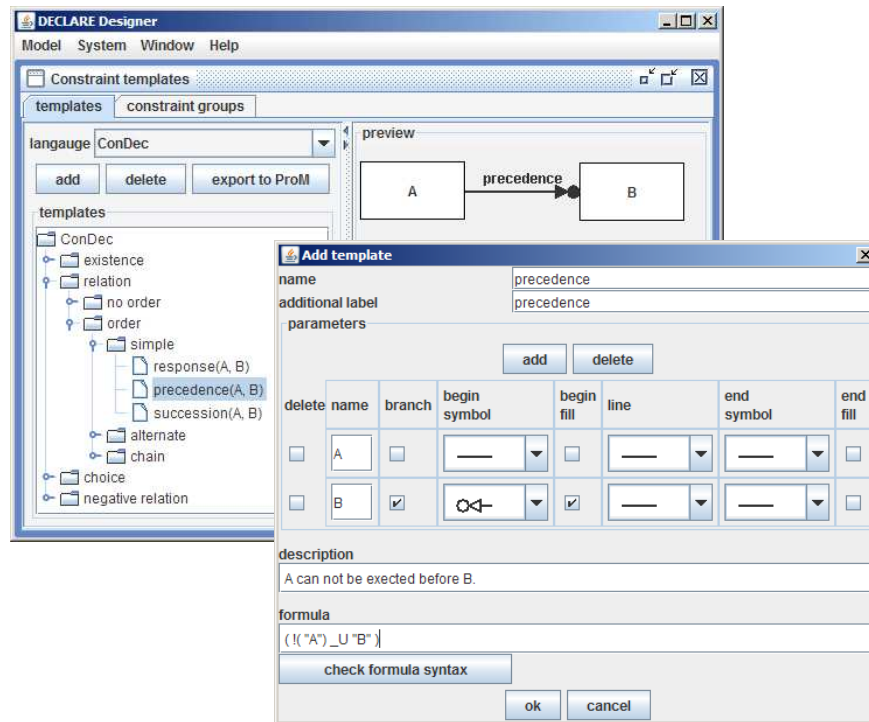 DECLARE Designer
Model System Window Help
Constraint templates
templates constraint groups
langauge ConDec
add delete export to ProM
templates
ConDec
existence
relation
no order
order
simple
response(A, B)
precedence(A, B)
succession(A, B)
alternate
chain
choice
negative relation
preview
A precedence B
Add template
name precedence
additional label precedence
parameters
add delete
delete name branch begin symbol begin fill line end symbol end fill
A
B
description
A can not be exected before B.
formula
( !( "A") _U "B" )
check formula syntax
ok cancel